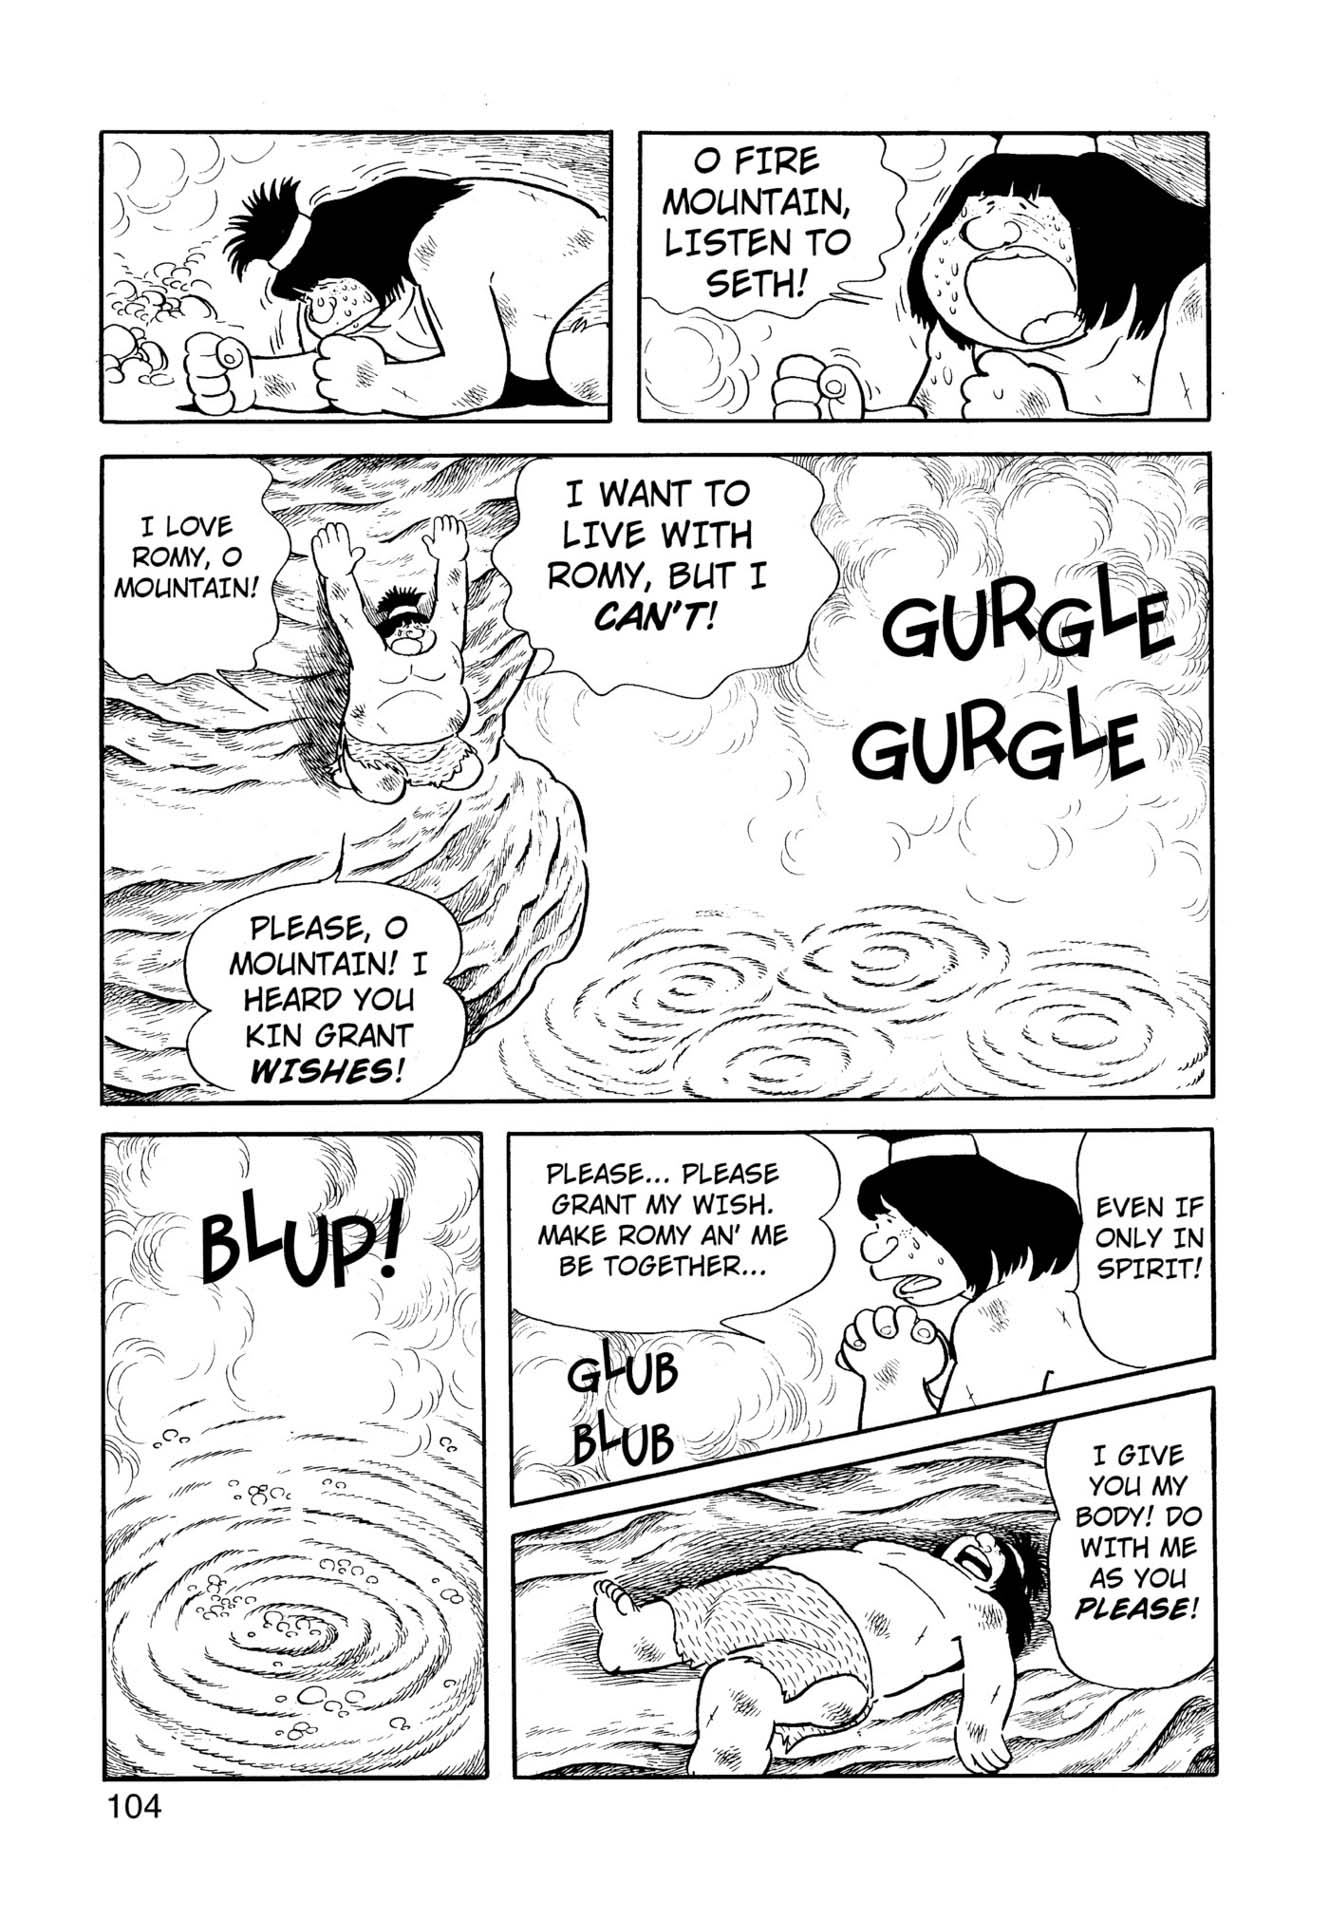 O FIRE
MOUNTAIN,
LISTEN TO
SETH!
I LOVE
ROMY, O
MOUNTAIN!
I WANT TO
LIVE WITH
ROMY, BUT I
CAN'T!
GURGLE
GURGLE
PLEASE, O
MOUNTAIN! I
HEARD YOU
KIN GRANT
WISHES!
BLUP!
PLEASE... PLEASE
GRANT MY WISH.
MAKE ROMY AN' ME
BE TOGETHER...
EVEN IF
ONLY IN
SPIRIT!
GLUB
BLUB
I GIVE
YOU MY
BODY! DO
WITH ME
AS YOU
PLEASE!
104